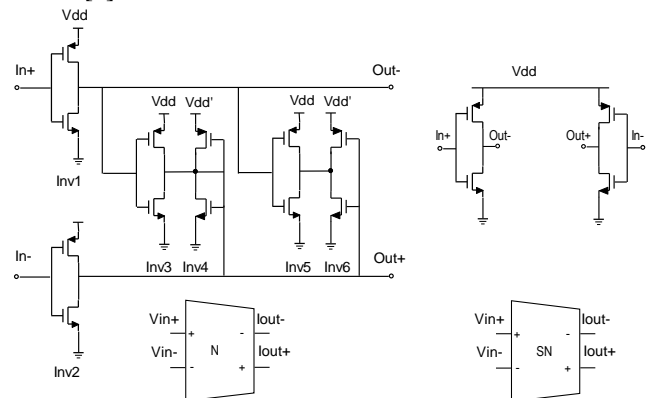 Vdd
In+
Out-
Vdd
Vdd'
Vdd
Vdd'
Inv1
In-
Inv3
Inv4
Inv5
Inv6
Out+
Inv2
Vin+
Vin-
+
-
N
-
+
Iout-
Iout+
Vdd
In+
Out-
Out+
In-
Vin+
Vin-
+
-
SN
-
+
Iout-
Iout+